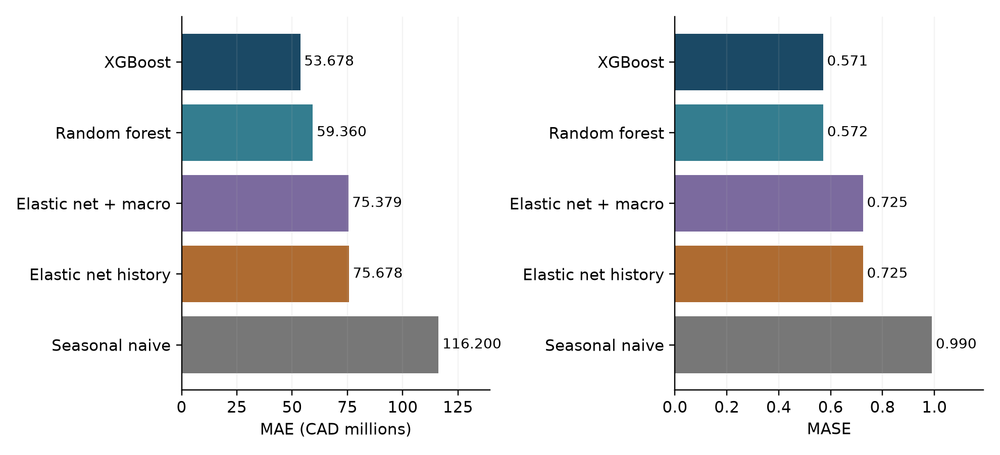 XGBoost 53.678
Random forest 59.360
Elastic net + macro 75.379
Elastic net history 75.678
Seasonal naive 116.200
0 25 50 75 100 125
MAE (CAD millions)
XGBoost 0.571
Random forest 0.572
Elastic net + macro 0.725
Elastic net history 0.725
Seasonal naive 0.990
0.0 0.2 0.4 0.6 0.8 1.0
MASE